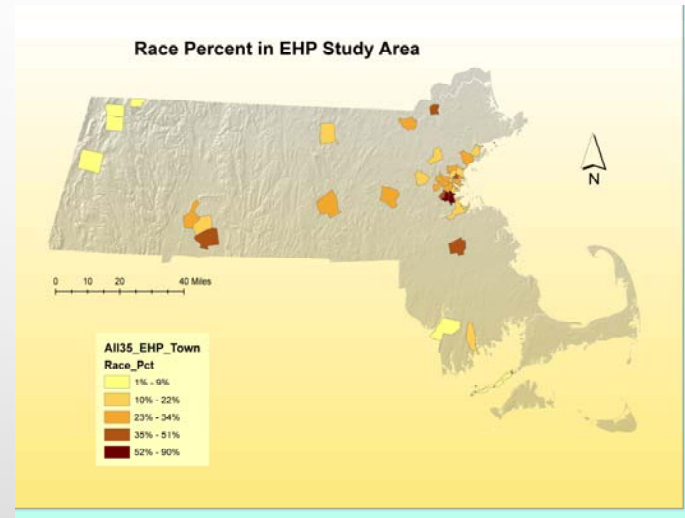 Race Percent in EHP Study Area
N
0 10 20 40 Miles
All35_EHP_Town
Race_Pct
1% - 9%
10% - 22%
23% - 34%
35% - 51%
52% - 90%